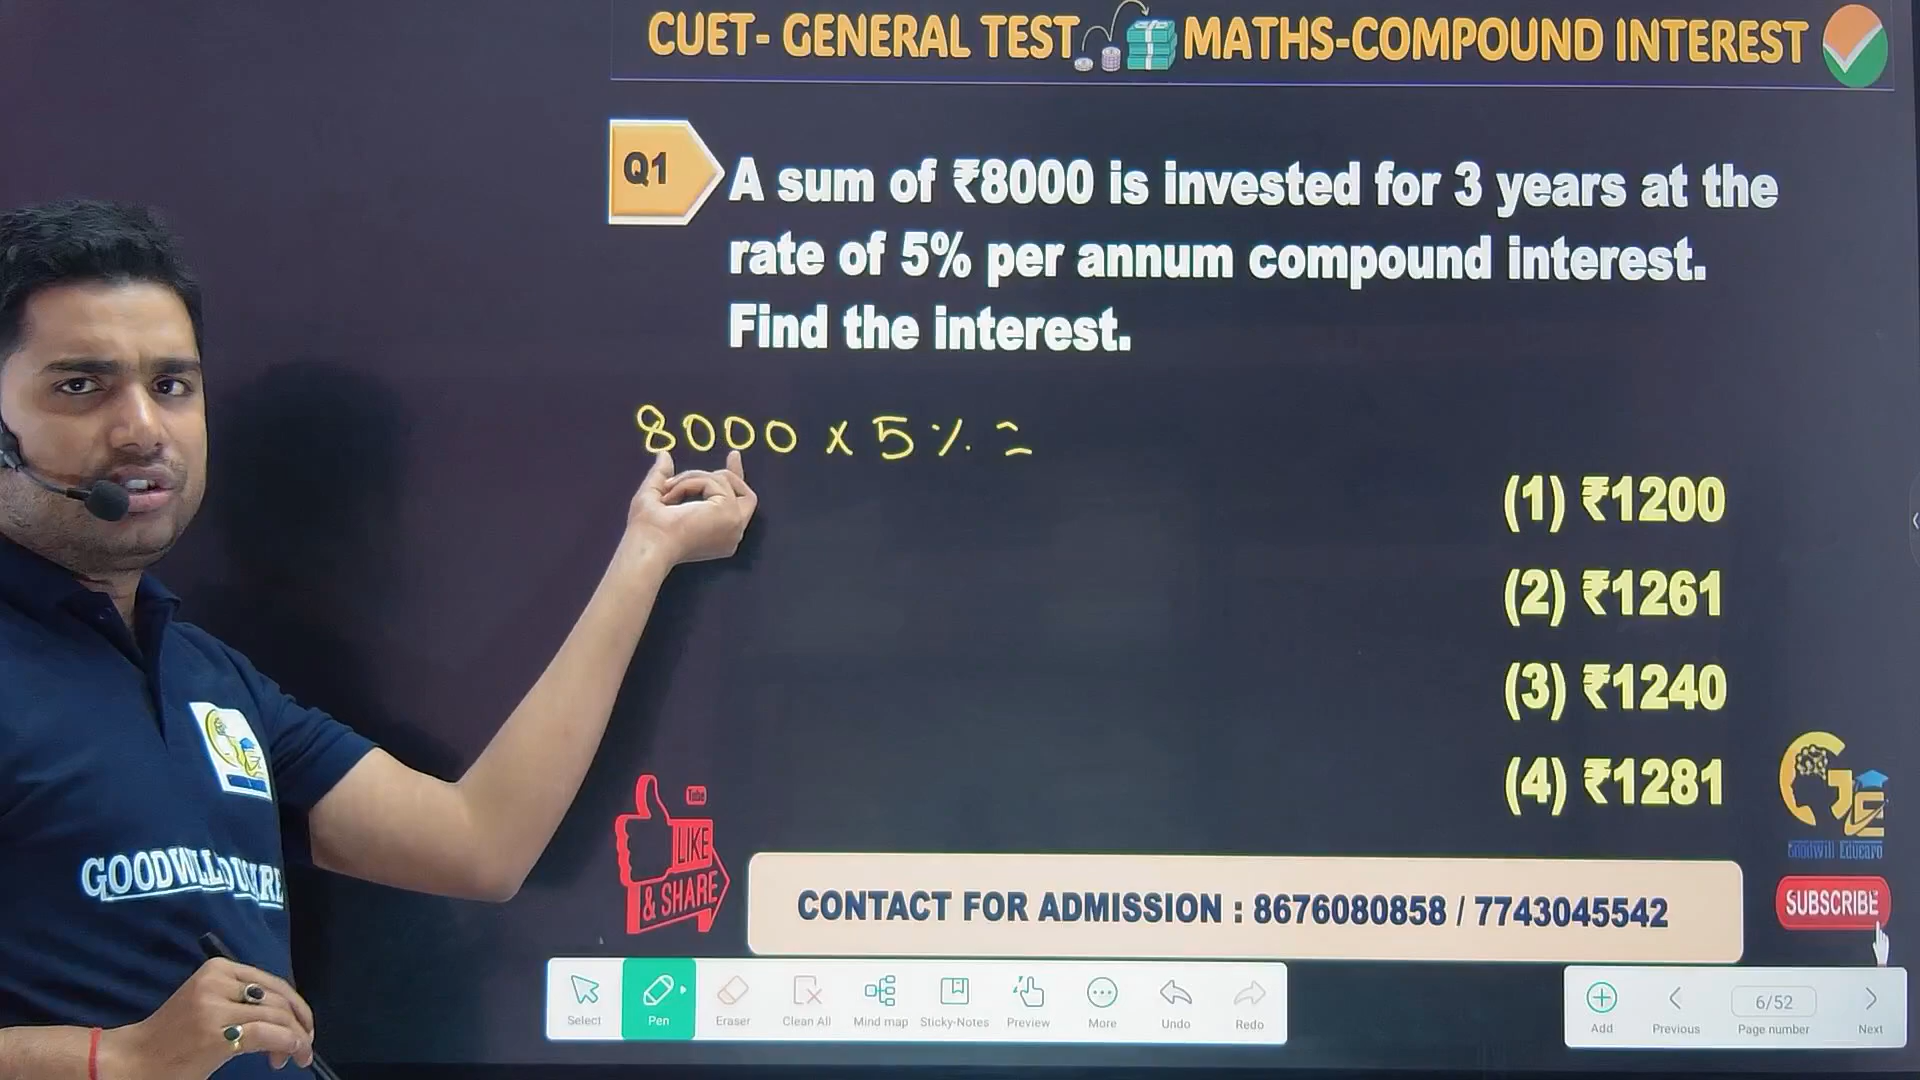 CUET- GENERAL TEST MATHS-COMPOUND INTEREST
Q1
A sum of ₹8000 is invested for 3 years at the
rate of 5% per annum compound interest.
Find the interest.
8000 x 5 % =
(1) ₹1200
(2) ₹1261
(3) ₹1240
(4) ₹1281
GE
Goodwill Educare
Tube
LIKE
& SHARE
CONTACT FOR ADMISSION : 8676080858 / 7743045542
SUBSCRIBE
Select Pen Eraser Clean All Mind map Sticky-Notes Preview More Undo Redo
Add Previous 6/52 Page number Next